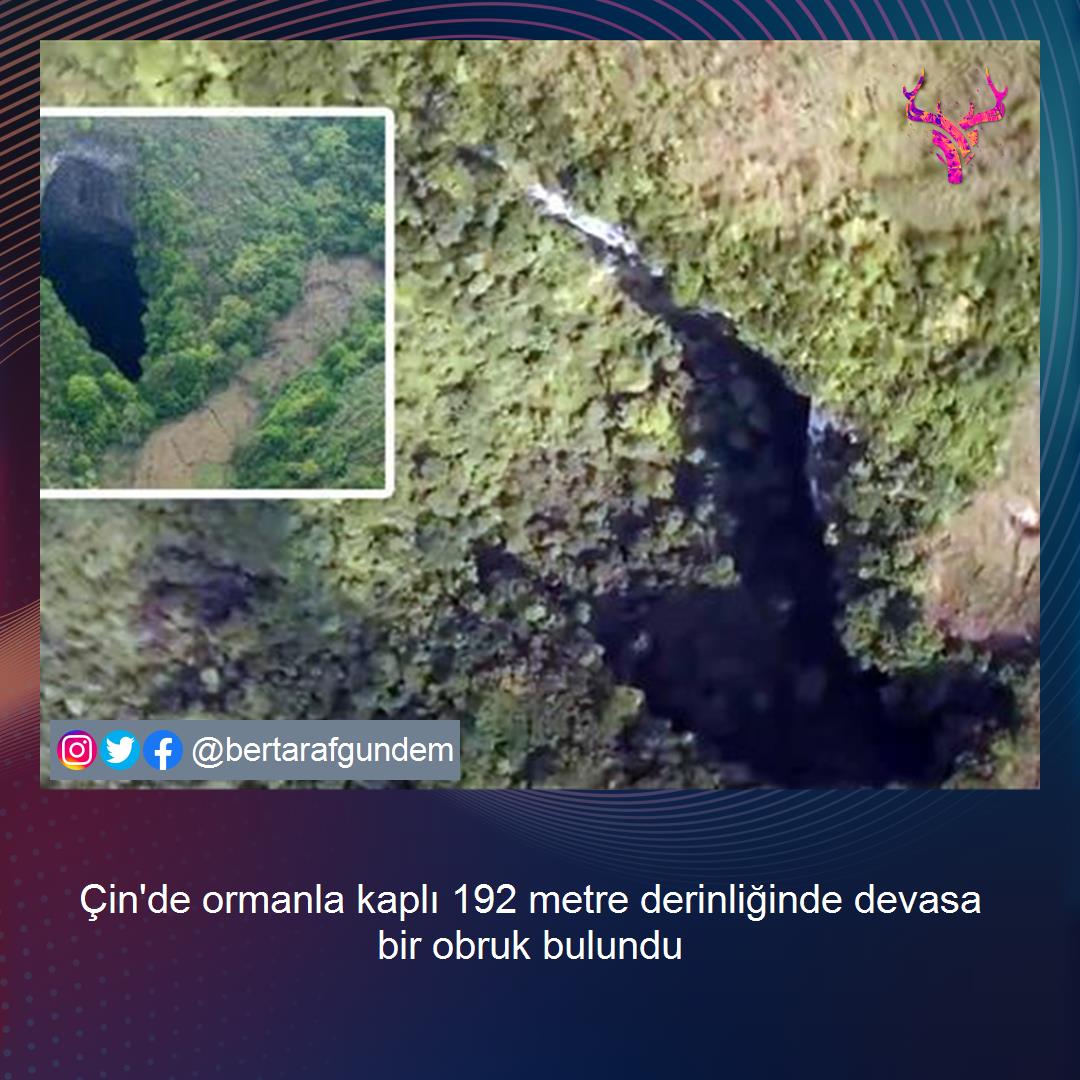 @bertarafgundem
Çin'de ormanla kaplı 192 metre derinliğinde devasa
bir obruk bulundu